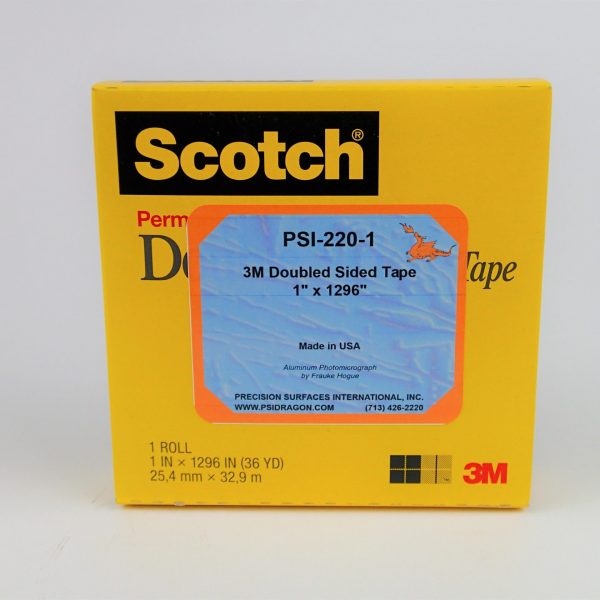 Scotch®
Perm
Tape
PSI-220-1
3M Doubled Sided Tape
1" x 1296"
Made in USA
Aluminum Photomicrograph
by Frauke Hogue
PRECISION SURFACES INTERNATIONAL, INC.
WWW.PSIDRAGON.COM (713) 426-2220
1 ROLL
1 IN × 1296 IN (36 YD)
25,4 mm × 32,9 m
3M